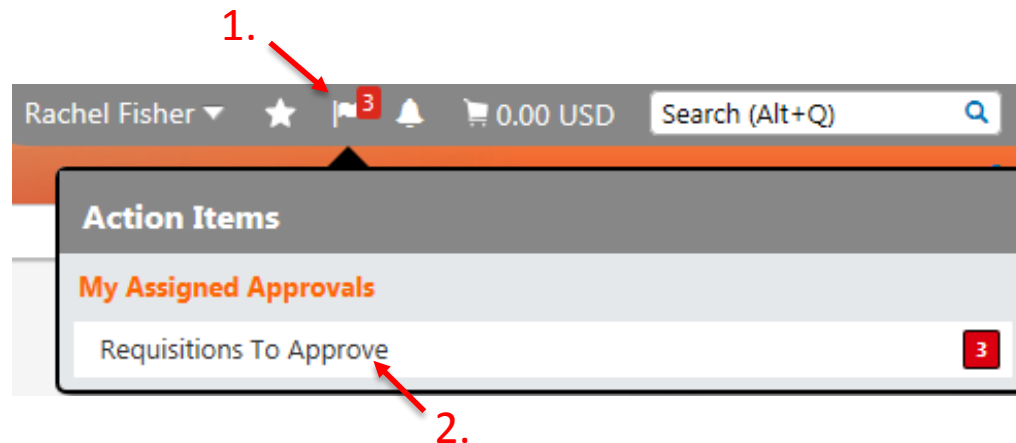 1.
Rachel Fisher 3 0.00 USD Search (Alt+Q)
Action Items
My Assigned Approvals
Requisitions To Approve 3
2.